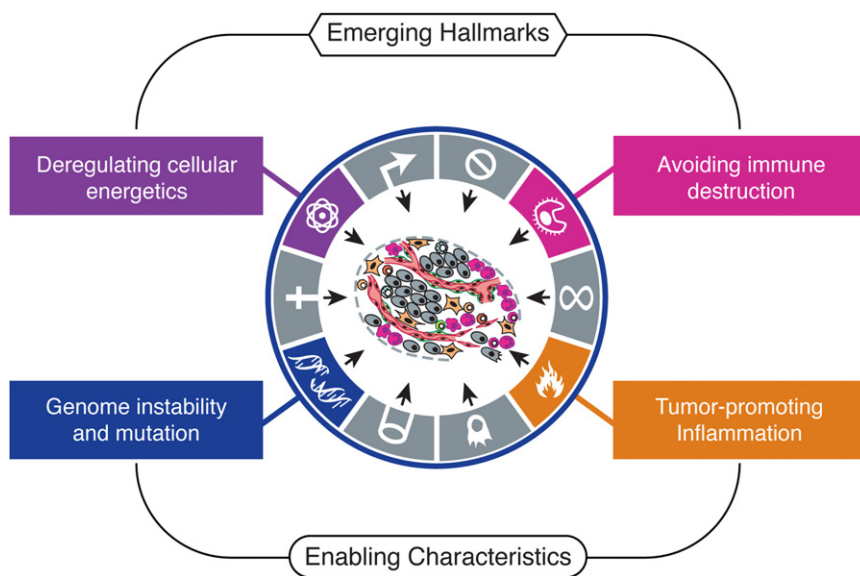 Emerging Hallmarks
Deregulating cellular
energetics
Avoiding immune
destruction
Genome instability
and mutation
Tumor-promoting
Inflammation
Enabling Characteristics